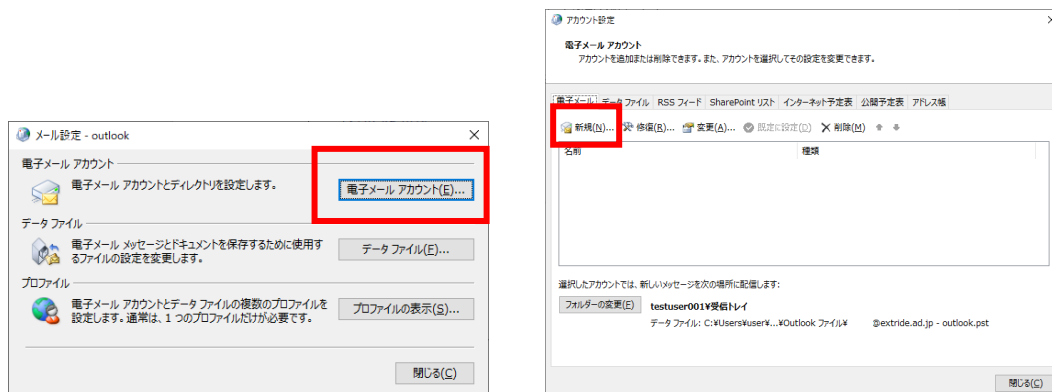 メール設定 - outlook
電子メール アカウント
電子メール アカウントとディレクトリを設定します。
電子メール アカウント(E)...
データ ファイル
電子メール メッセージとドキュメントを保存するために使用す
るファイルの設定を変更します。
データ ファイル(F)...
プロファイル
電子メール アカウントとデータ ファイルの複数のプロファイルを
設定します。通常は、1 つのプロファイルだけが必要です。
プロファイルの表示(S)...
閉じる(C)
アカウント設定
電子メール アカウント
アカウントを追加または削除できます。また、アカウントを選択してその設定を変更できます。
電子メール データ ファイル RSS フィード SharePoint リスト インターネット予定表 公開予定表 アドレス帳
新規(N)... 修復(R)... 変更(A)... 既定に設定(D) 削除(M)
名前 種類
選択したアカウントでは、新しいメッセージを次の場所に配信します:
フォルダーの変更(F) testuser001¥受信トレイ
データ ファイル: C:¥Users¥user¥...¥Outlook ファイル¥ @extride.ad.jp - outlook.pst
閉じる(C)